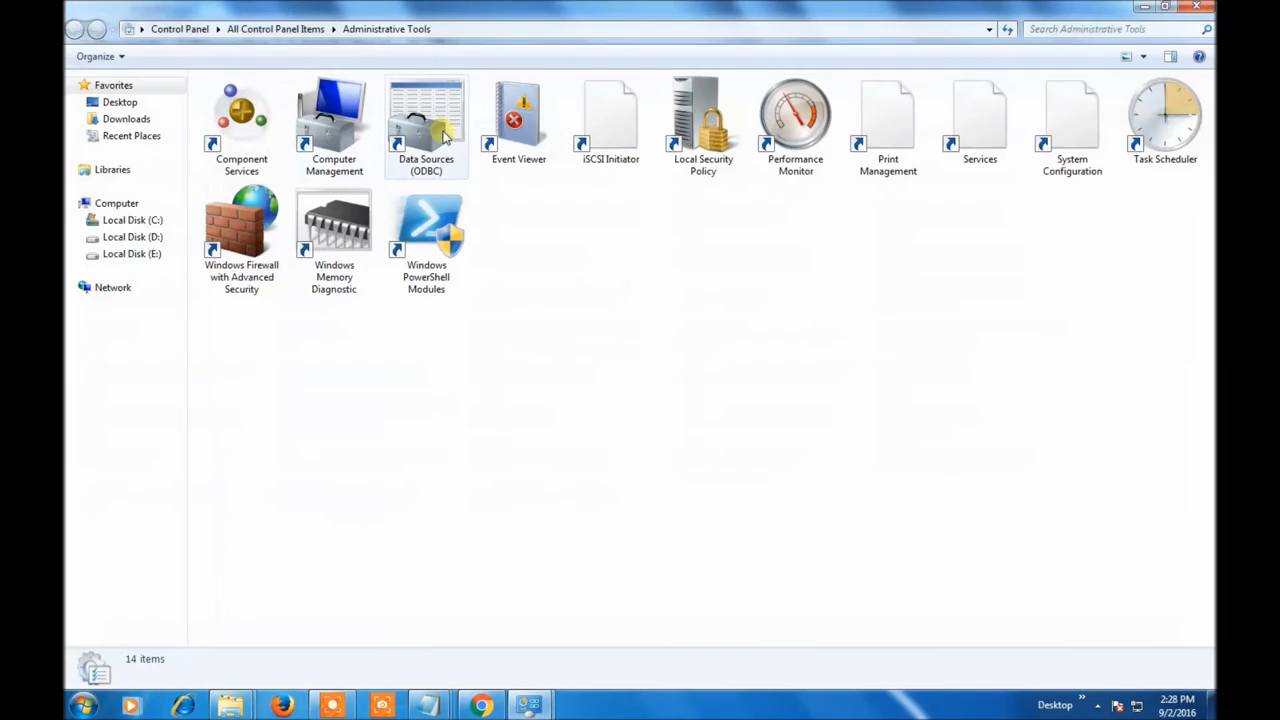 Control Panel All Control Panel Items Administrative Tools Search Administrative Tools
Organize
Favorites
Desktop
Downloads
Recent Places
Libraries
Computer
Local Disk (C:)
Local Disk (D:)
Local Disk (E:)
Network
Component
Services
Computer
Management
Data Sources
(ODBC)
Event Viewer
iSCSI Initiator
Local Security
Policy
Performance
Monitor
Print
Management
Services
System
Configuration
Task Scheduler
Windows Firewall
with Advanced
Security
Windows
Memory
Diagnostic
Windows
PowerShell
Modules
14 items
Desktop
2:28 PM
9/2/2016